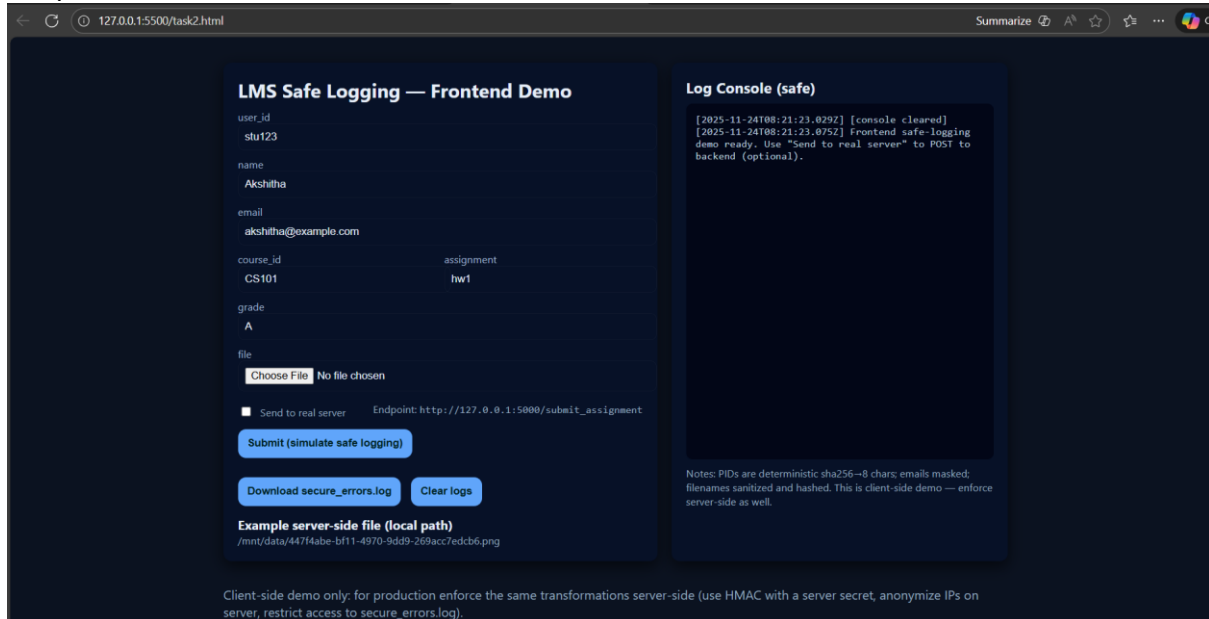 127.0.0.1:5500/task2.html
Summarize
LMS Safe Logging — Frontend Demo
user_id
stu123
name
Akshitha
email
akshitha@example.com
course_id assignment
CS101 hw1
grade
A
file
Choose File No file chosen
Send to real server Endpoint: http://127.0.0.1:5000/submit_assignment
Submit (simulate safe logging)
Download secure_errors.log Clear logs
Example server-side file (local path)
/mnt/data/447f4abe-bf11-4970-9dd9-269acc7edcb6.png
Log Console (safe)
[2025-11-24T08:21:23.029Z] [console cleared]
[2025-11-24T08:21:23.075Z] Frontend safe-logging
demo ready. Use "Send to real server" to POST to
backend (optional).
Notes: PIDs are deterministic sha256→8 chars; emails masked;
filenames sanitized and hashed. This is client-side demo — enforce
server-side as well.
Client-side demo only: for production enforce the same transformations server-side (use HMAC with a server secret, anonymize IPs on
server, restrict access to secure_errors.log).